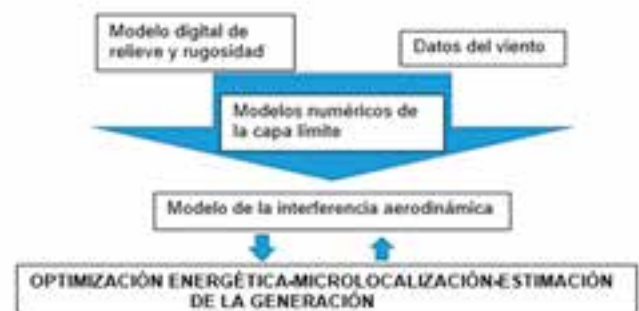 Modelo digital de
relieve y rugosidad
Datos del viento
Modelos numéricos de
la capa límite
Modelo de la interferencia aerodinámica
OPTIMIZACIÓN ENERGÉTICA-MICROLOCALIZACIÓN-ESTIMACIÓN
DE LA GENERACIÓN